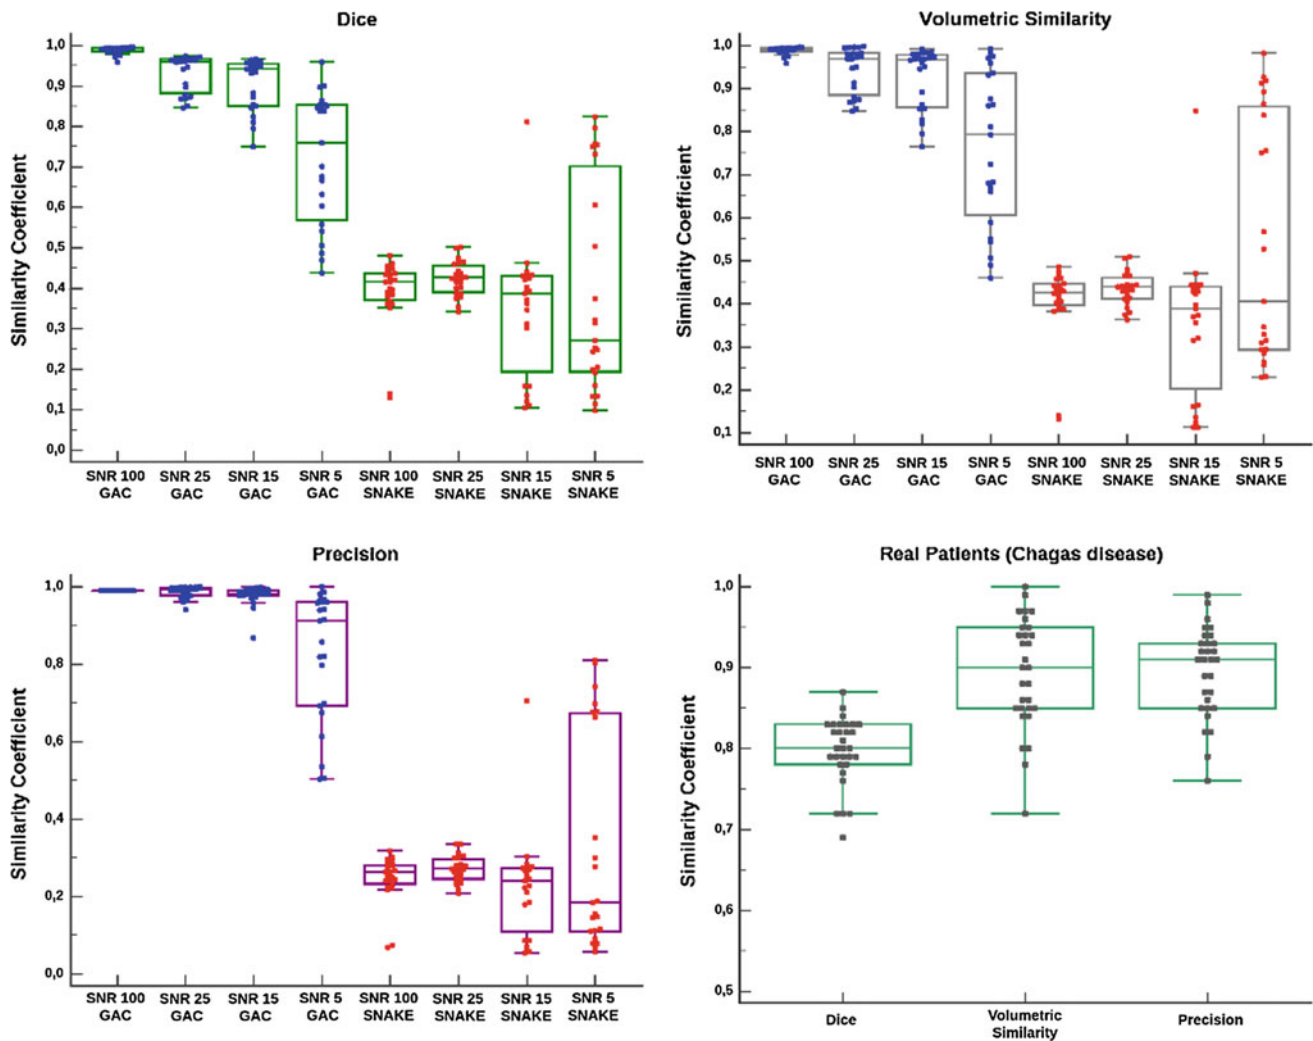 Dice
Similarity Coefficient
1,0
0,9
0,8
0,7
0,6
0,5
0,4
0,3
0,2
0,1
0,0
SNR 100 GAC
SNR 25 GAC
SNR 15 GAC
SNR 5 GAC
SNR 100 SNAKE
SNR 25 SNAKE
SNR 15 SNAKE
SNR 5 SNAKE
Volumetric Similarity
Similarity Coefficient
1,0
0,9
0,8
0,7
0,6
0,5
0,4
0,3
0,2
0,1
SNR 100 GAC
SNR 25 GAC
SNR 15 GAC
SNR 5 GAC
SNR 100 SNAKE
SNR 25 SNAKE
SNR 15 SNAKE
SNR 5 SNAKE
Precision
Similarity Coefficient
1,0
0,8
0,6
0,4
0,2
0,0
SNR 100 GAC
SNR 25 GAC
SNR 15 GAC
SNR 5 GAC
SNR 100 SNAKE
SNR 25 SNAKE
SNR 15 SNAKE
SNR 5 SNAKE
Real Patients (Chagas disease)
Similarity Coefficient
1,0
0,9
0,8
0,7
0,6
0,5
Dice
Volumetric Similarity
Precision